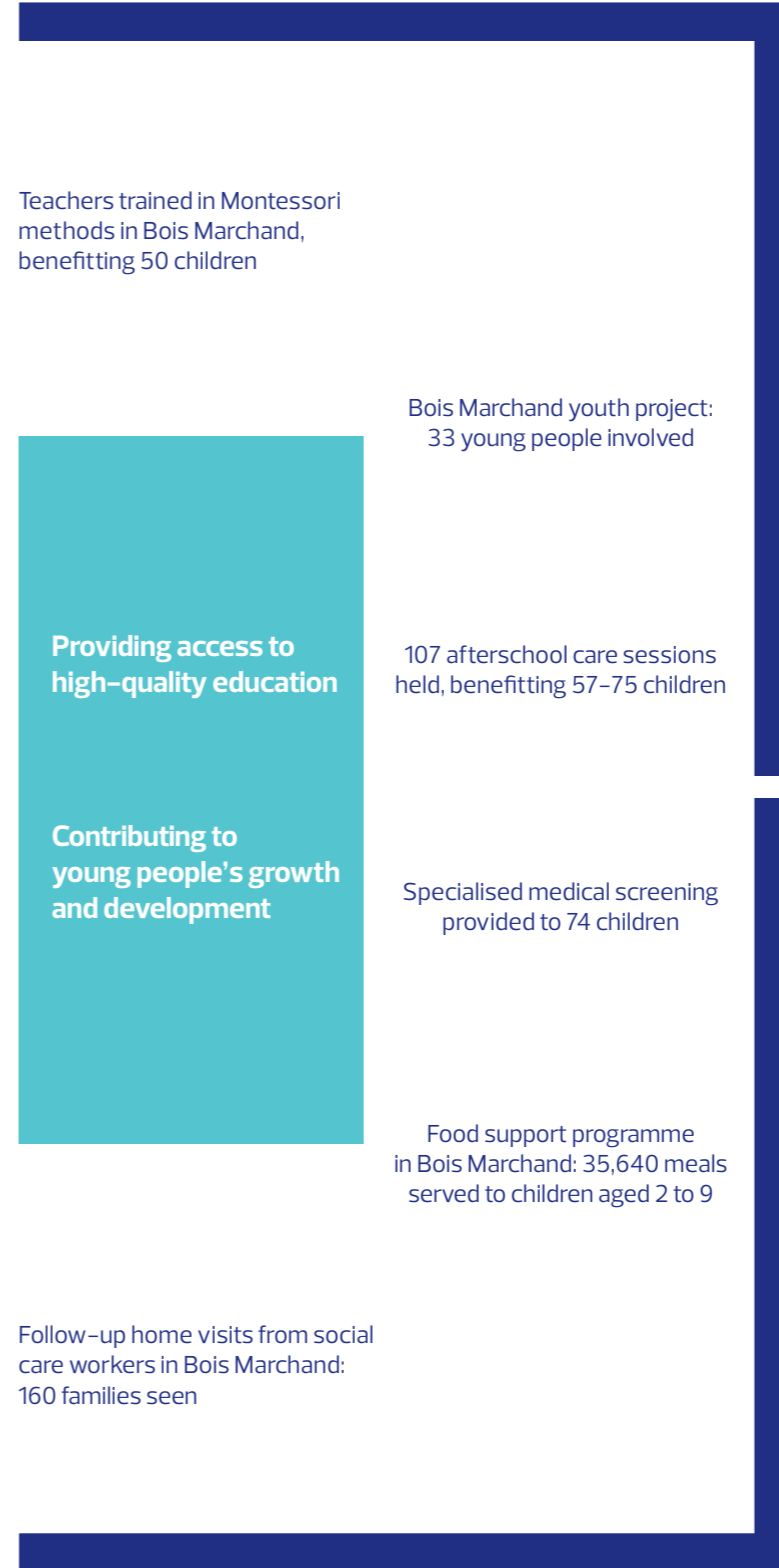 Teachers trained in Montessori
methods in Bois Marchand,
benefitting 50 children
Bois Marchand youth project:
33 young people involved
Providing access to
high-quality education
107 afterschool care sessions
held, benefitting 57-75 children
Contributing to
young people’s growth
and development
Specialised medical screening
provided to 74 children
Food support programme
in Bois Marchand: 35,640 meals
served to children aged 2 to 9
Follow-up home visits from social
care workers in Bois Marchand:
160 families seen